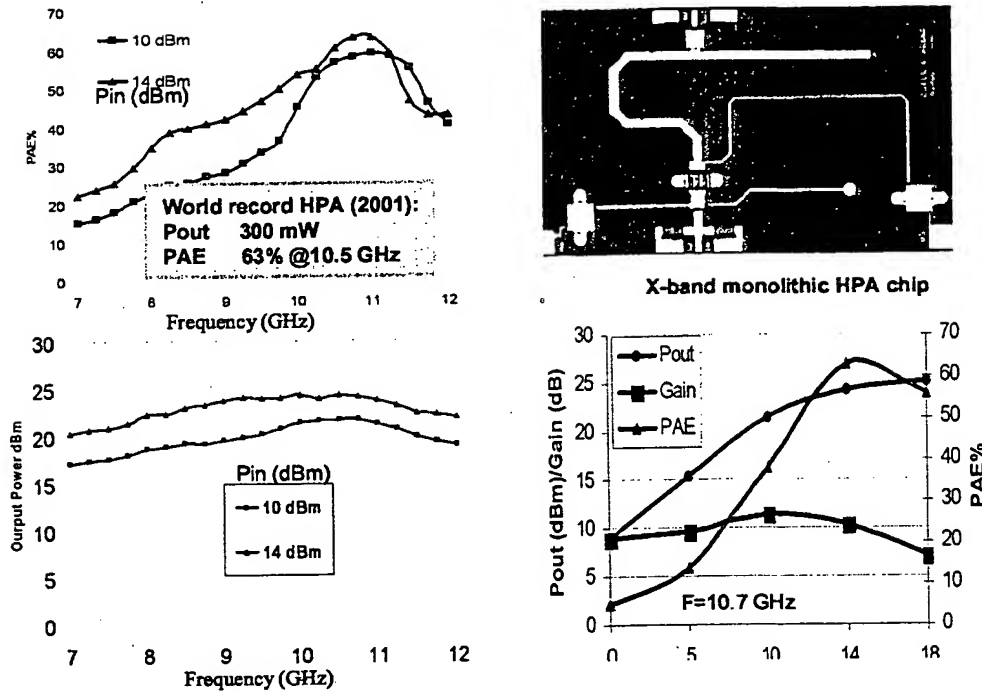 70
60
50
40
30
20
10
0
PAE%
10 dBm
14 dBm
Pin (dBm)
World record HPA (2001):
Pout 300 mW
PAE 63% @10.5 GHz
7 8 9 10 11 12
Frequency (GHz)
X-band monolithic HPA chip
30
25
20
15
10
5
0
Ourput Power dBm
Pin (dBm)
10 dBm
14 dBm
7 8 9 10 11 12
Frequency (GHz)
30
25
20
15
10
5
0
Pout (dBm)/Gain (dB)
Pout
Gain
PAE
F=10.7 GHz
0 5 10 14 18
70
60
50
40
30
20
10
0
PAE%